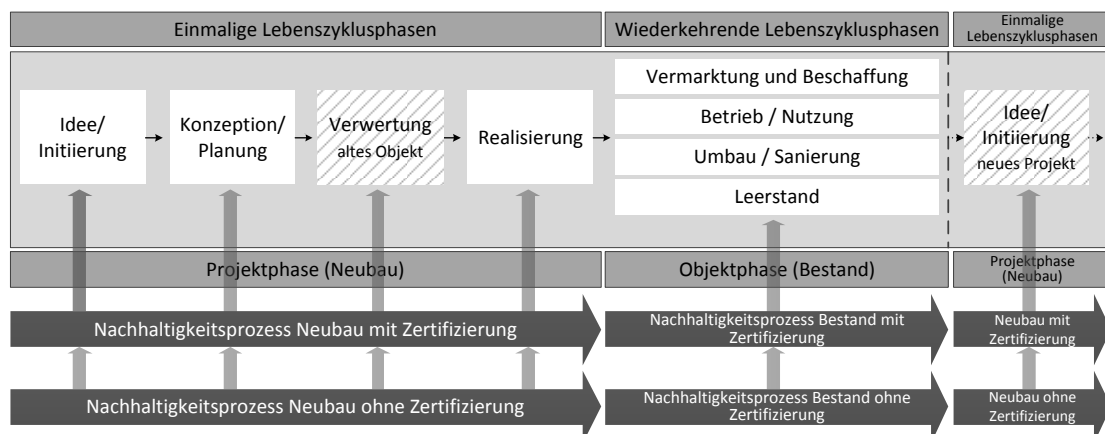 Einmalige Lebenszyklusphasen
Wiederkehrende Lebenszyklusphasen
Einmalige
Lebenszyklusphasen
Idee/
Initiierung
Konzeption/
Planung
Verwertung
altes Objekt
Realisierung
Vermarktung und Beschaffung
Betrieb / Nutzung
Umbau / Sanierung
Leerstand
Idee/
Initiierung
neues Projekt
Projektphase (Neubau)
Objektphase (Bestand)
Projektphase
(Neubau)
Nachhaltigkeitsprozess Neubau mit Zertifizierung
Nachhaltigkeitsprozess Bestand mit
Zertifizierung
Neubau mit
Zertifizierung
Nachhaltigkeitsprozess Neubau ohne Zertifizierung
Nachhaltigkeitsprozess Bestand ohne
Zertifizierung
Neubau ohne
Zertifizierung